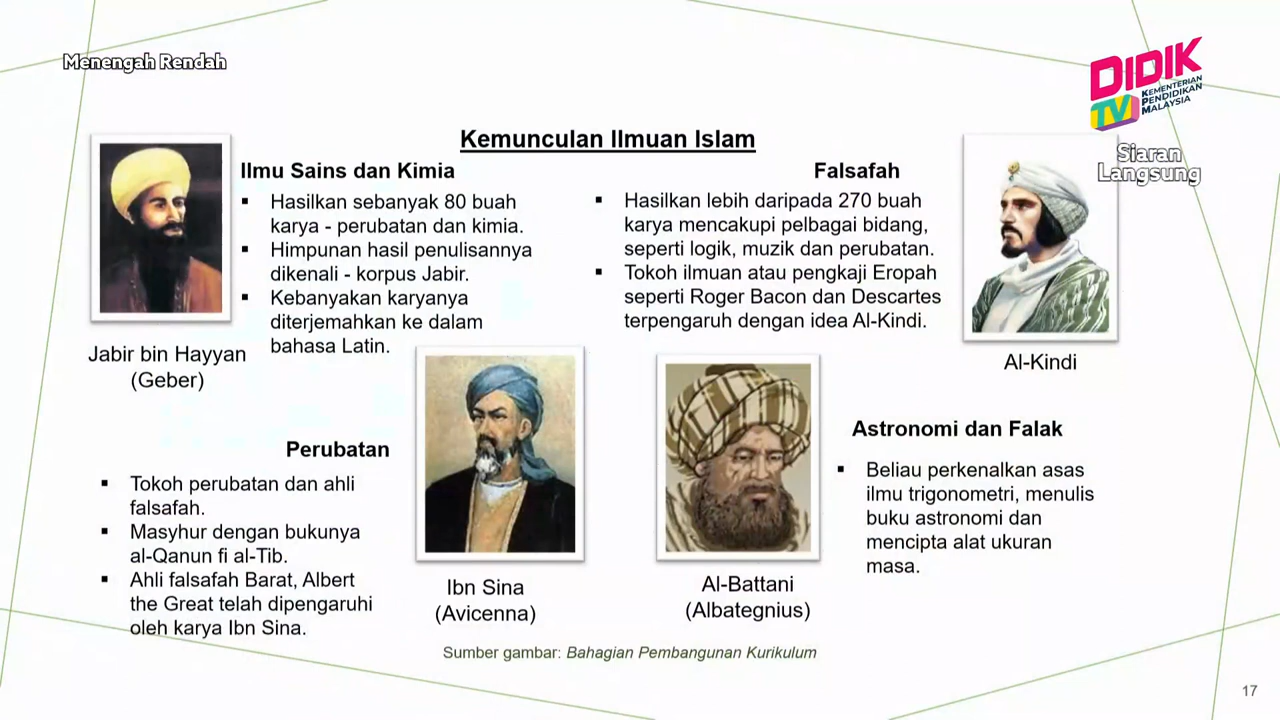 Menengah Rendah
DIDIK
TV
KEMENTERIAN
PENDIDIKAN
MALAYSIA
Siaran
Langsung
Kemunculan Ilmuan Islam
Ilmu Sains dan Kimia
▪ Hasilkan sebanyak 80 buah
karya - perubatan dan kimia.
▪ Himpunan hasil penulisannya
dikenali - korpus Jabir.
▪ Kebanyakan karyanya
diterjemahkan ke dalam
bahasa Latin.
Jabir bin Hayyan
(Geber)
Falsafah
▪ Hasilkan lebih daripada 270 buah
karya mencakupi pelbagai bidang,
seperti logik, muzik dan perubatan.
▪ Tokoh ilmuan atau pengkaji Eropah
seperti Roger Bacon dan Descartes
terpengaruh dengan idea Al-Kindi.
Al-Kindi
Perubatan
▪ Tokoh perubatan dan ahli
falsafah.
▪ Masyhur dengan bukunya
al-Qanun fi al-Tib.
▪ Ahli falsafah Barat, Albert
the Great telah dipengaruhi
oleh karya Ibn Sina.
Ibn Sina
(Avicenna)
Al-Battani
(Albategnius)
Astronomi dan Falak
▪ Beliau perkenalkan asas
ilmu trigonometri, menulis
buku astronomi dan
mencipta alat ukuran
masa.
Sumber gambar: Bahagian Pembangunan Kurikulum
17